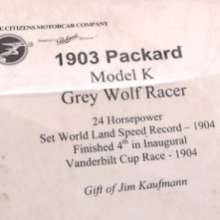 E CITIZENS MOTORCAR COMPANY
Packard
1903 Packard
Model K
Grey Wolf Racer
24 Horsepower
Set World Land Speed Record – 1904
Finished 4th in Inaugural
Vanderbilt Cup Race - 1904
Gift of Jim Kaufmann